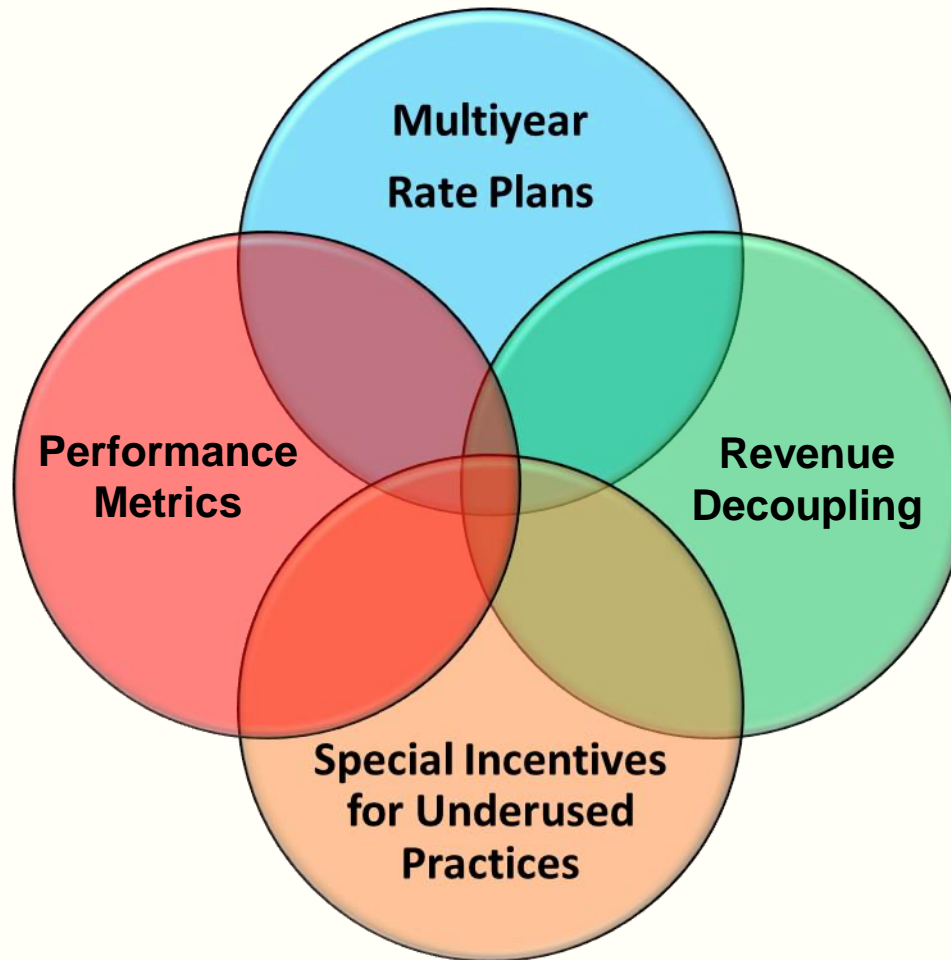 Multiyear
Rate Plans
Performance
Metrics
Revenue
Decoupling
Special Incentives
for Underused
Practices